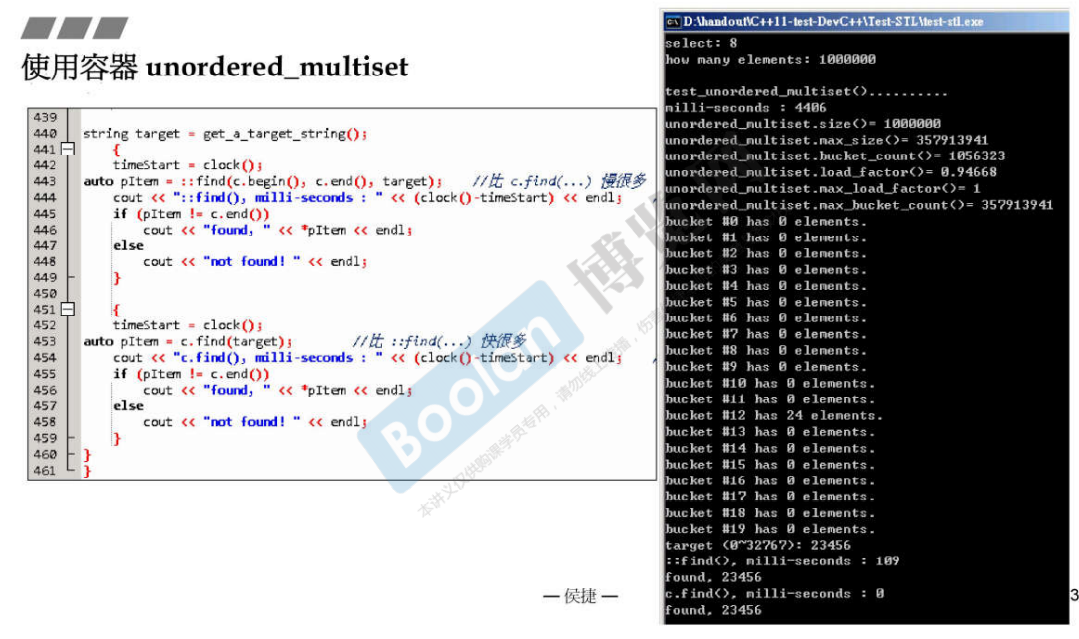 使用容器 unordered_multiset
439
440 string target = get_a_target_string();
441 {
442 timeStart = clock();
443 auto pItem = ::find(c.begin(), c.end(), target); //比 c.find(...) 慢很多
444 cout << "::find(), milli-seconds : " << (clock()-timeStart) << endl;
445 if (pItem != c.end())
446 cout << "found, " << *pItem << endl;
447 else
448 cout << "not found! " << endl;
449 }
450
451 {
452 timeStart = clock();
453 auto pItem = c.find(target); //比 ::find(...) 快很多
454 cout << "c.find(), milli-seconds : " << (clock()-timeStart) << endl;
455 if (pItem != c.end())
456 cout << "found, " << *pItem << endl;
457 else
458 cout << "not found! " << endl;
459 }
460 }
461 }
D:\handout\C++11-test-DevC++\Test-STL\test-stl.exe
select: 8
how many elements: 1000000
test_unordered_multiset()..........
milli-seconds : 4406
unordered_multiset.size()= 1000000
unordered_multiset.max_size()= 357913941
unordered_multiset.bucket_count()= 1056323
unordered_multiset.load_factor()= 0.94668
unordered_multiset.max_load_factor()= 1
unordered_multiset.max_bucket_count()= 357913941
bucket #0 has 0 elements.
bucket #1 has 0 elements.
bucket #2 has 0 elements.
bucket #3 has 0 elements.
bucket #4 has 0 elements.
bucket #5 has 0 elements.
bucket #6 has 0 elements.
bucket #7 has 0 elements.
bucket #8 has 0 elements.
bucket #9 has 0 elements.
bucket #10 has 0 elements.
bucket #11 has 0 elements.
bucket #12 has 24 elements.
bucket #13 has 0 elements.
bucket #14 has 0 elements.
bucket #15 has 0 elements.
bucket #16 has 0 elements.
bucket #17 has 0 elements.
bucket #18 has 0 elements.
bucket #19 has 0 elements.
target (0~32767): 23456
::find(), milli-seconds : 109
found, 23456
c.find(), milli-seconds : 0
found, 23456
Boolan 博
本讲义仅供购课学员专用，请勿线上
— 侯捷 —
3